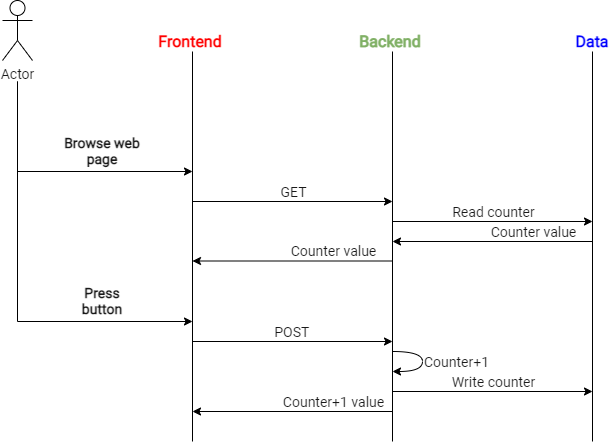 Frontend
Backend
Data
Actor
Browse web
page
GET
Read counter
Counter value
Counter value
Press
button
POST
Counter+1
Write counter
Counter+1 value